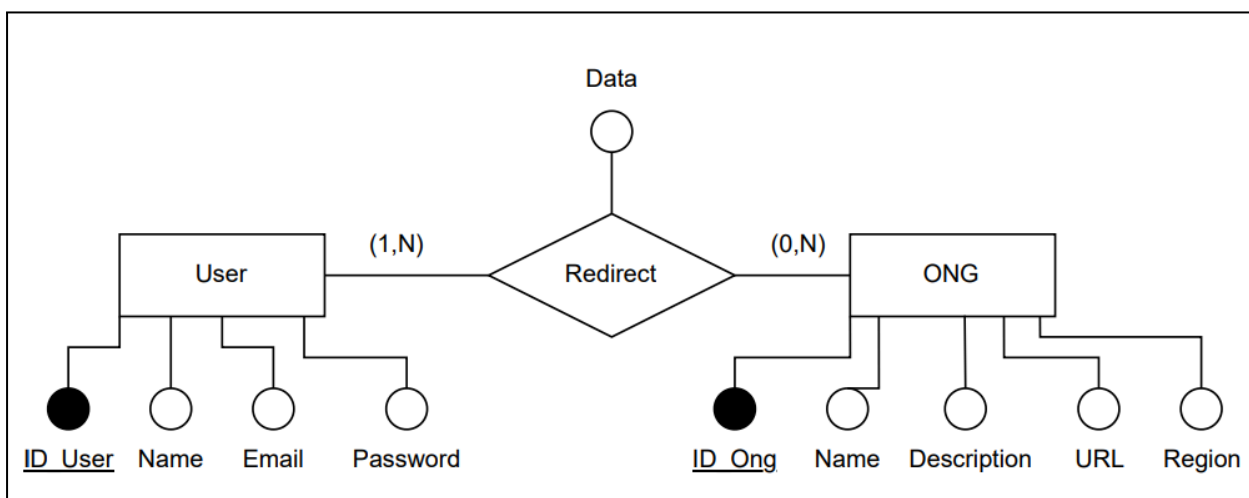 Data
(1,N)
(0,N)
User
Redirect
ONG
ID_User
Name
Email
Password
ID_Ong
Name
Description
URL
Region